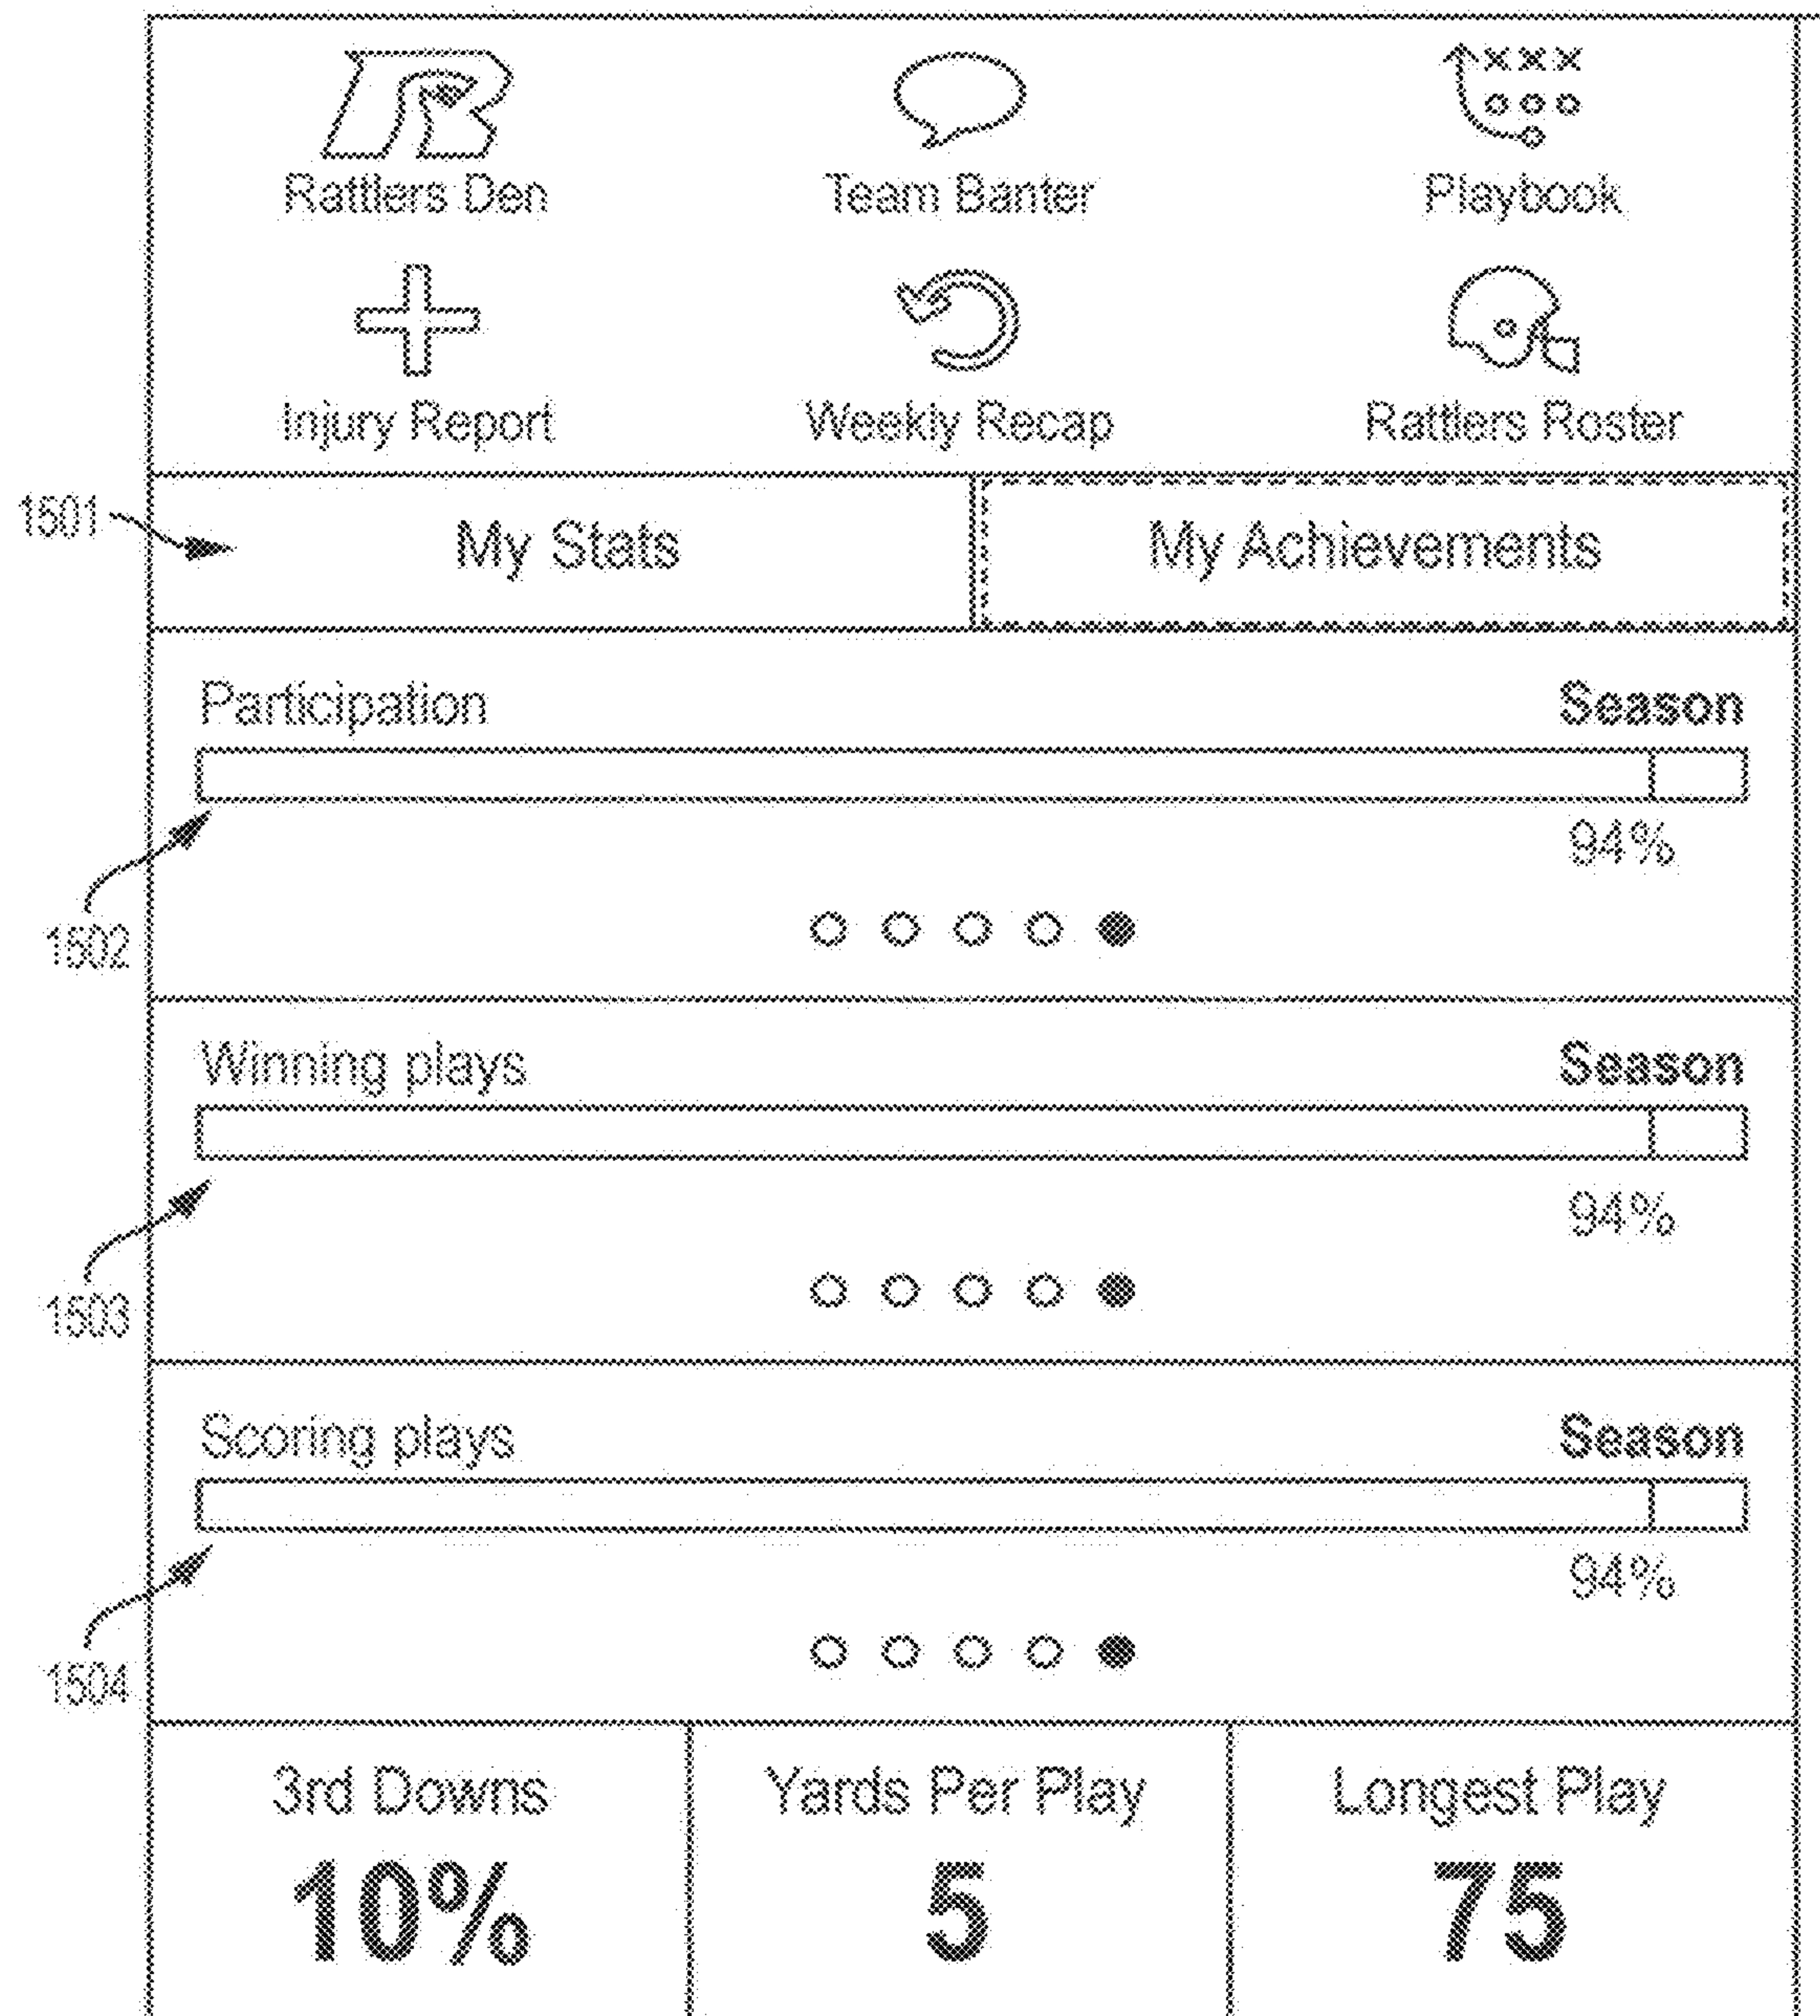 Rattlers Den Team Banter Playbook
Injury Report Weekly Recap Rattlers Roster
1501
My Stats My Achievements
Participation Season
94%
1502
Winning plays Season
94%
1503
Scoring plays Season
94%
1504
3rd Downs Yards Per Play Longest Play
10% 5 75